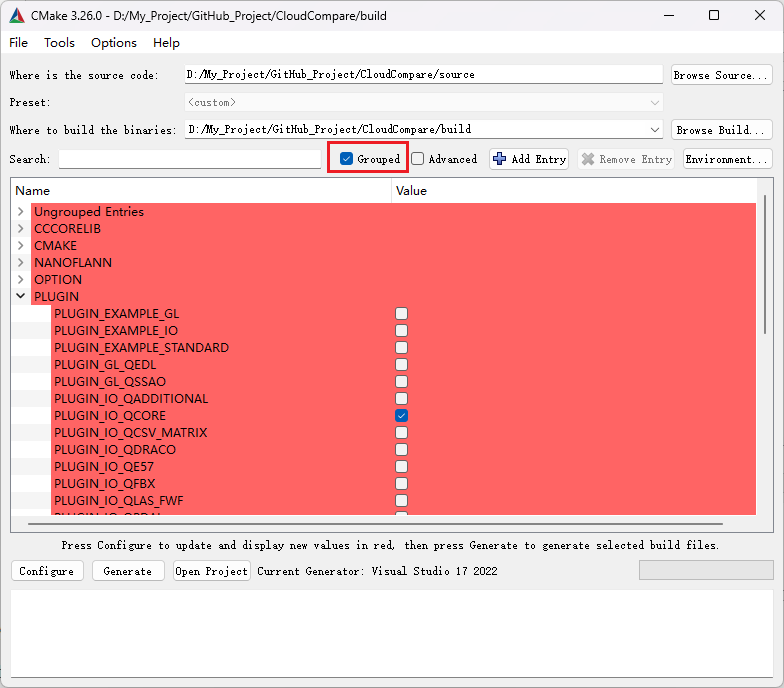 CMake 3.26.0 - D:/My_Project/GitHub_Project/CloudCompare/build
File Tools Options Help
Where is the source code: D:/My_Project/GitHub_Project/CloudCompare/source Browse Source...
Preset: <custom>
Where to build the binaries: D:/My_Project/GitHub_Project/CloudCompare/build Browse Build...
Search: Grouped Advanced Add Entry Remove Entry Environment...
Name Value
Ungrouped Entries
CCCORELIB
CMAKE
NANOFLANN
OPTION
PLUGIN
PLUGIN_EXAMPLE_GL
PLUGIN_EXAMPLE_IO
PLUGIN_EXAMPLE_STANDARD
PLUGIN_GL_QEDL
PLUGIN_GL_QSSAO
PLUGIN_IO_QADDITIONAL
PLUGIN_IO_QCORE
PLUGIN_IO_QCSV_MATRIX
PLUGIN_IO_QDRACO
PLUGIN_IO_QE57
PLUGIN_IO_QFBX
PLUGIN_IO_QLAS_FWF
Press Configure to update and display new values in red, then press Generate to generate selected build files.
Configure Generate Open Project Current Generator: Visual Studio 17 2022